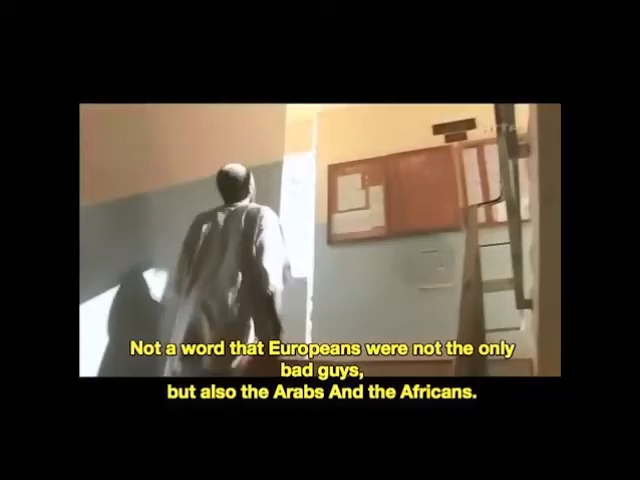 Not a word that Europeans were not the only
bad guys,
but also the Arabs And the Africans.